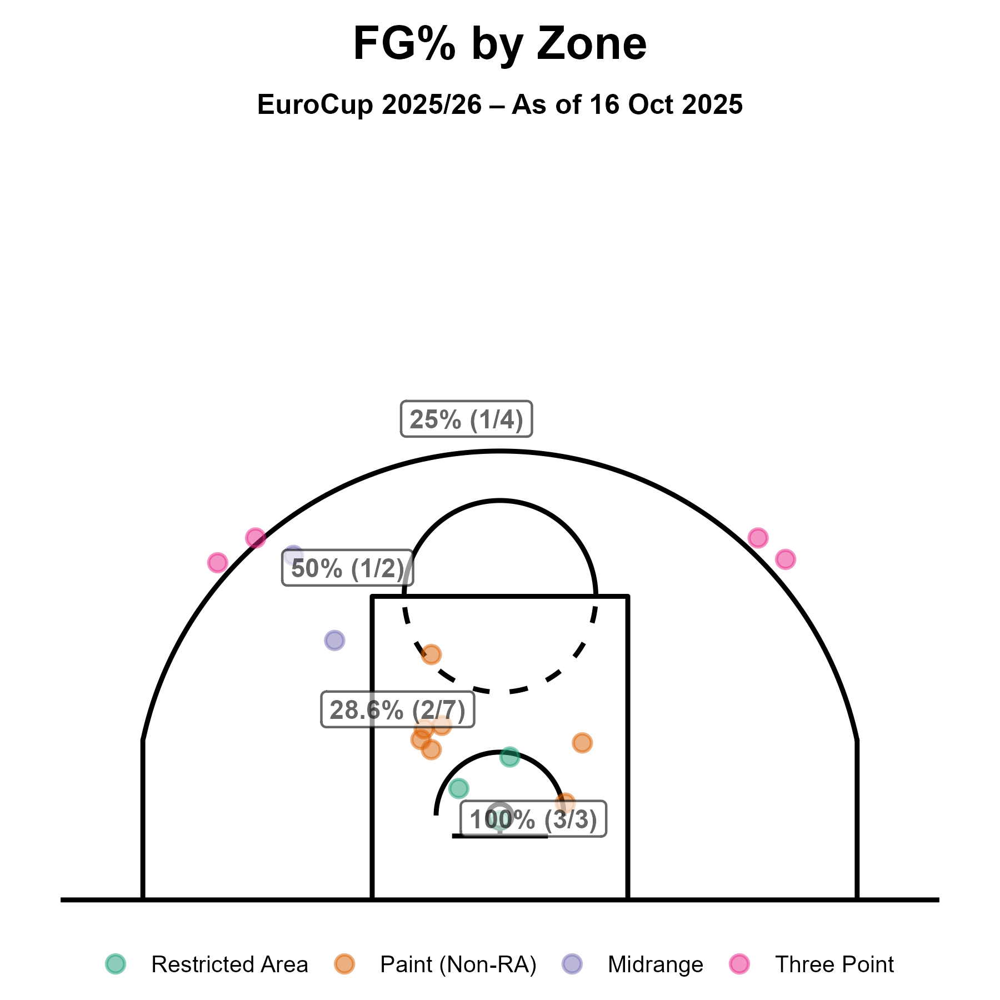 FG% by Zone
EuroCup 2025/26 – As of 16 Oct 2025
25% (1/4)
50% (1/2)
28.6% (2/7)
100% (3/3)
Restricted Area
Paint (Non-RA)
Midrange
Three Point